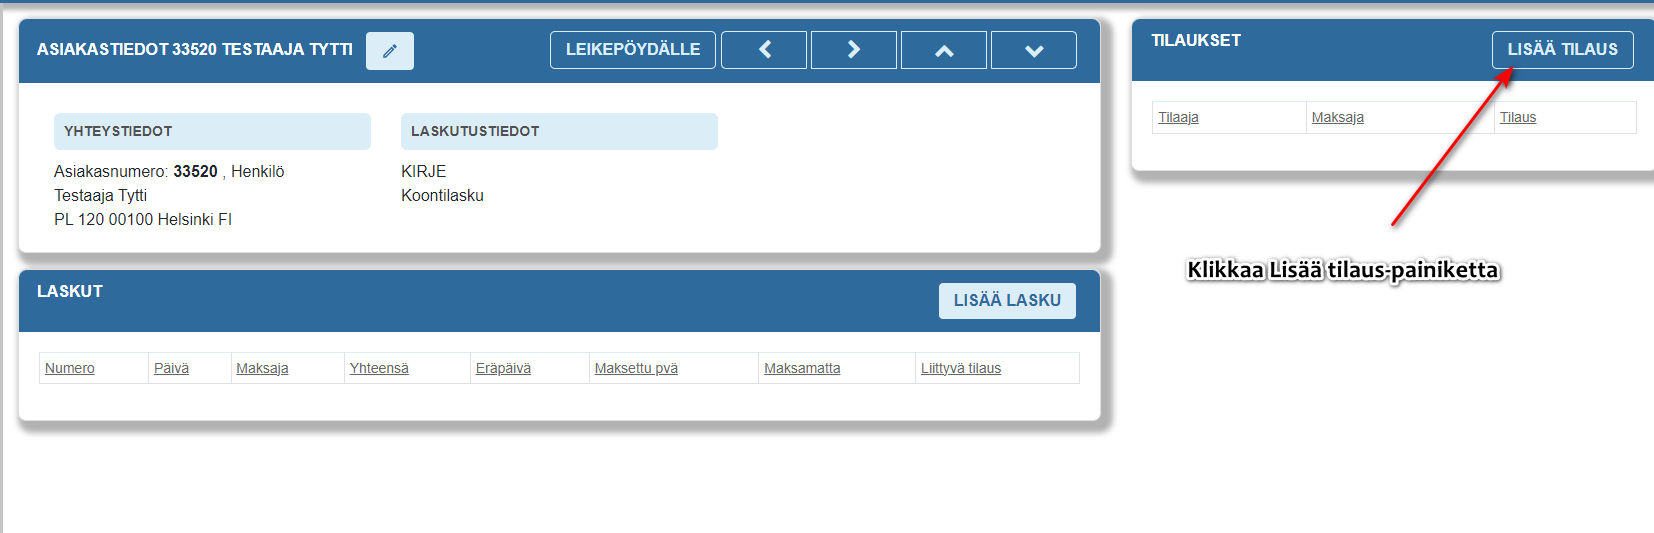 ASIAKASTIEDOT 33520 TESTAAJA TYTTI
LEIKEPÖYDÄLLE
YHTEYSTIEDOT
Asiakasnumero: 33520 , Henkilö
Testaaja Tytti
PL 120 00100 Helsinki FI
LASKUTUSTIEDOT
KIRJE
Koontilasku
TILAUKSET
LISÄÄ TILAUS
Tilaaja Maksaja Tilaus
Klikkaa Lisää tilaus-painiketta
LASKUT
LISÄÄ LASKU
Numero Päivä Maksaja Yhteensä Eräpäivä Maksettu pvä Maksamatta Liittyvä tilaus